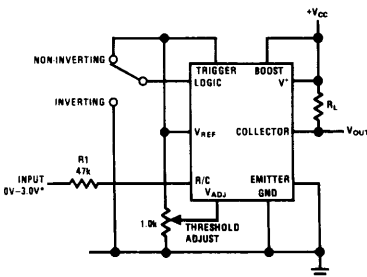 +VCC
NON-INVERTING
TRIGGER BOOST
LOGIC V+
RL
INVERTING
VREF COLLECTOR VOUT
R1
47k
INPUT
0V–3.0V*
R/C EMITTER
VADJ GND
1.0k
THRESHOLD
ADJUST